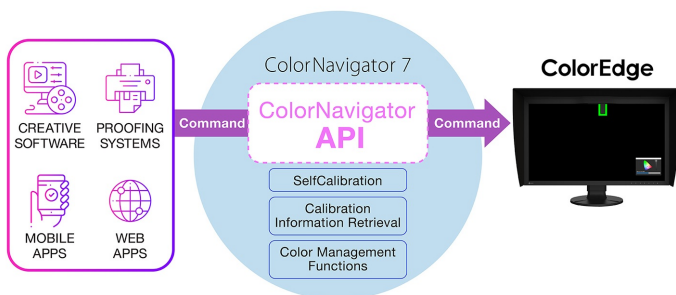 CREATIVE
SOFTWARE
PROOFING
SYSTEMS
MOBILE
APPS
WEB
APPS
Command
ColorNavigator 7
ColorNavigator
API
SelfCalibration
Calibration
Information Retrieval
Color Management
Functions
Command
ColorEdge